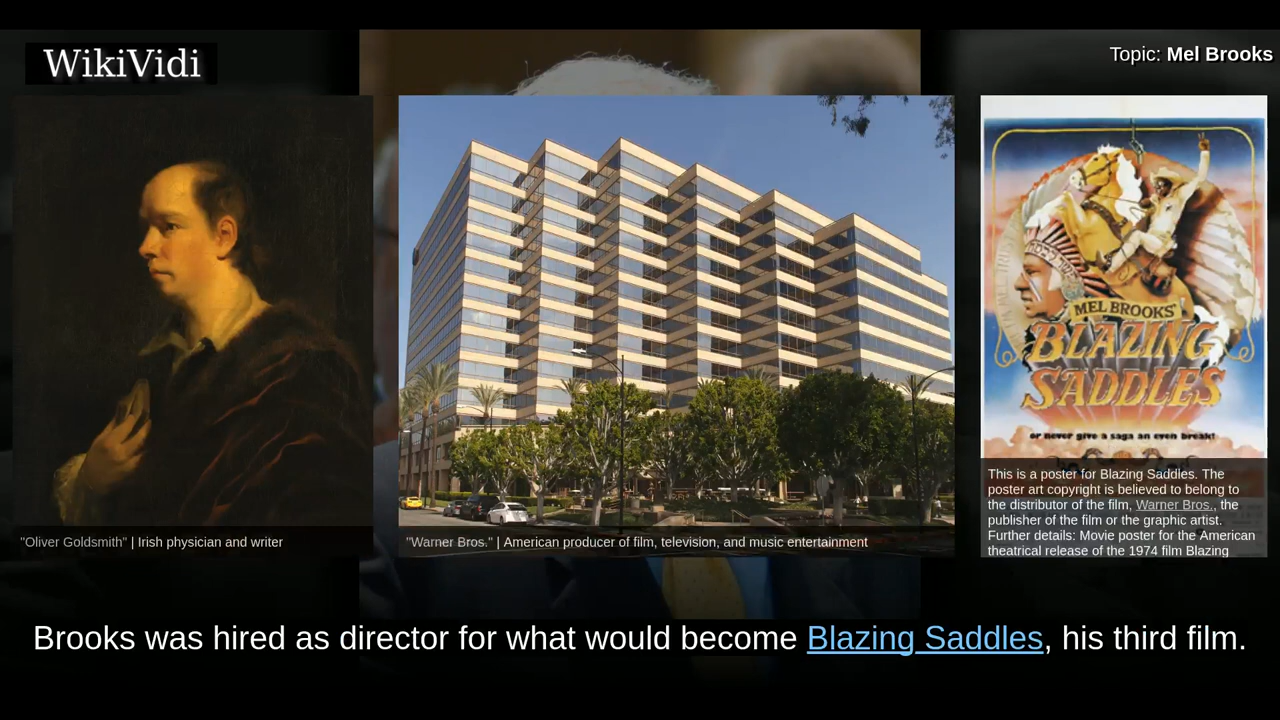 WikiVidi
Topic: Mel Brooks
MEL BROOKS'
BLAZING
SADDLES
or never give a saga an even break!
"Oliver Goldsmith" | Irish physician and writer
"Warner Bros." | American producer of film, television, and music entertainment
This is a poster for Blazing Saddles. The
poster art copyright is believed to belong to
the distributor of the film, Warner Bros., the
publisher of the film or the graphic artist.
Further details: Movie poster for the American
theatrical release of the 1974 film Blazing
Brooks was hired as director for what would become Blazing Saddles, his third film.